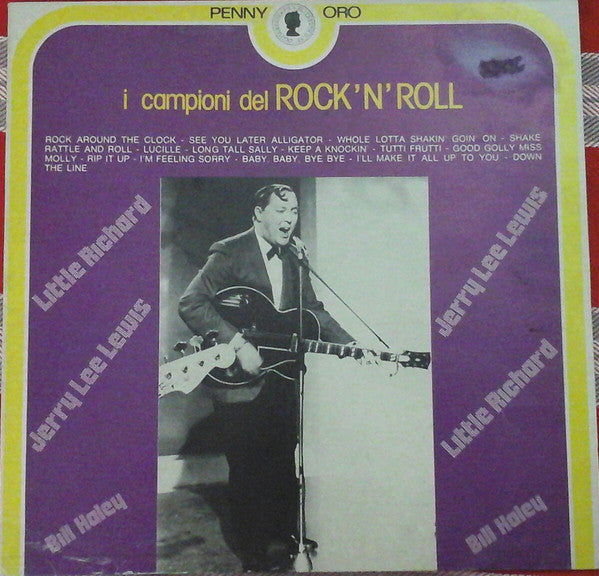 PENNY ORO
i campioni del ROCK'N'ROLL
ROCK AROUND THE CLOCK - SEE YOU LATER ALLIGATOR - WHOLE LOTTA SHAKIN' GOIN' ON - SHAKE
RATTLE AND ROLL - LUCILLE - LONG TALL SALLY - KEEP A KNOCKIN' - TUTTI FRUTTI - GOOD GOLLY MISS
MOLLY - RIP IT UP - I'M FEELING SORRY - BABY, BABY, BYE BYE - I'LL MAKE IT ALL UP TO YOU - DOWN
THE LINE
Little Richard
Jerry Lee Lewis
Bill Haley
Jerry Lee Lewis
Little Richard
Bill Haley